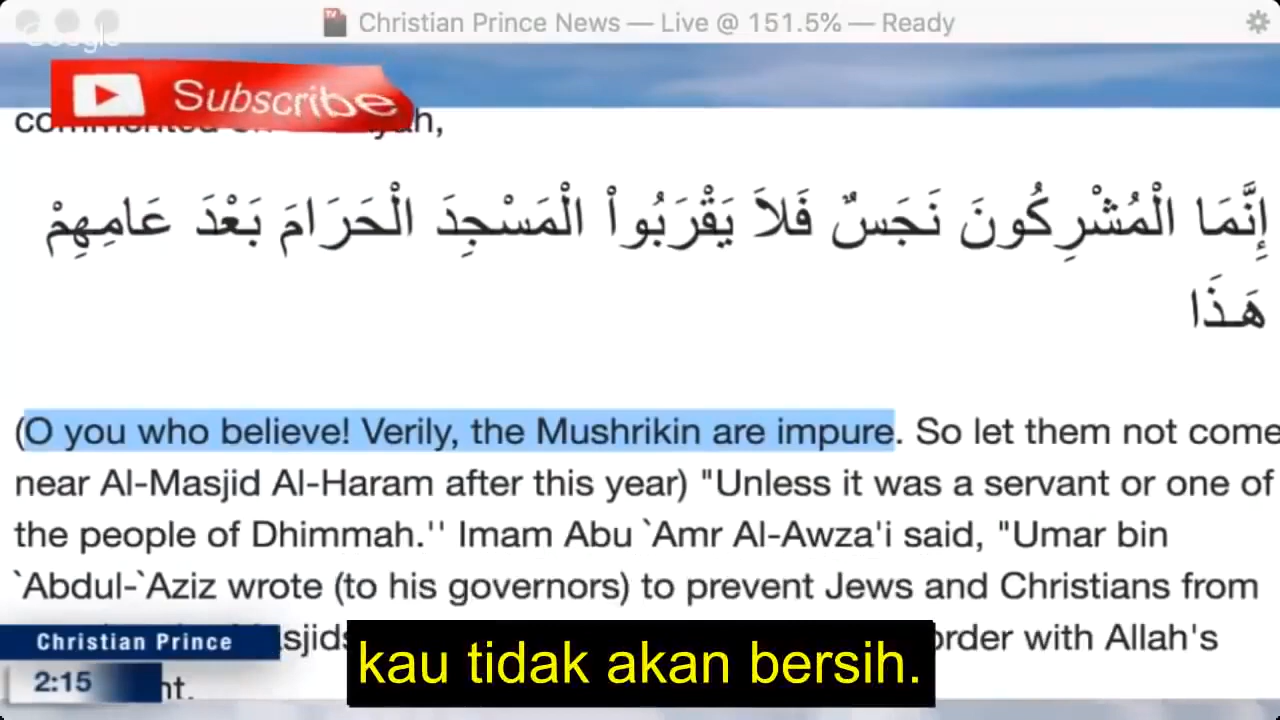 Christian Prince News — Live @ 151.5% — Ready
Google
Subscribe
إِنَّمَا الْمُشْرِكُونَ نَجَسٌ فَلاَ يَقْرَبُواْ الْمَسْجِدَ الْحَرَامَ بَعْدَ عَامِهِمْ
هَـذَا
(O you who believe! Verily, the Mushrikin are impure. So let them not come
near Al-Masjid Al-Haram after this year) "Unless it was a servant or one of
the people of Dhimmah.'' Imam Abu `Amr Al-Awza'i said, "Umar bin
`Abdul-`Aziz wrote (to his governors) to prevent Jews and Christians from
order with Allah's
Christian Prince
2:15
kau tidak akan bersih.